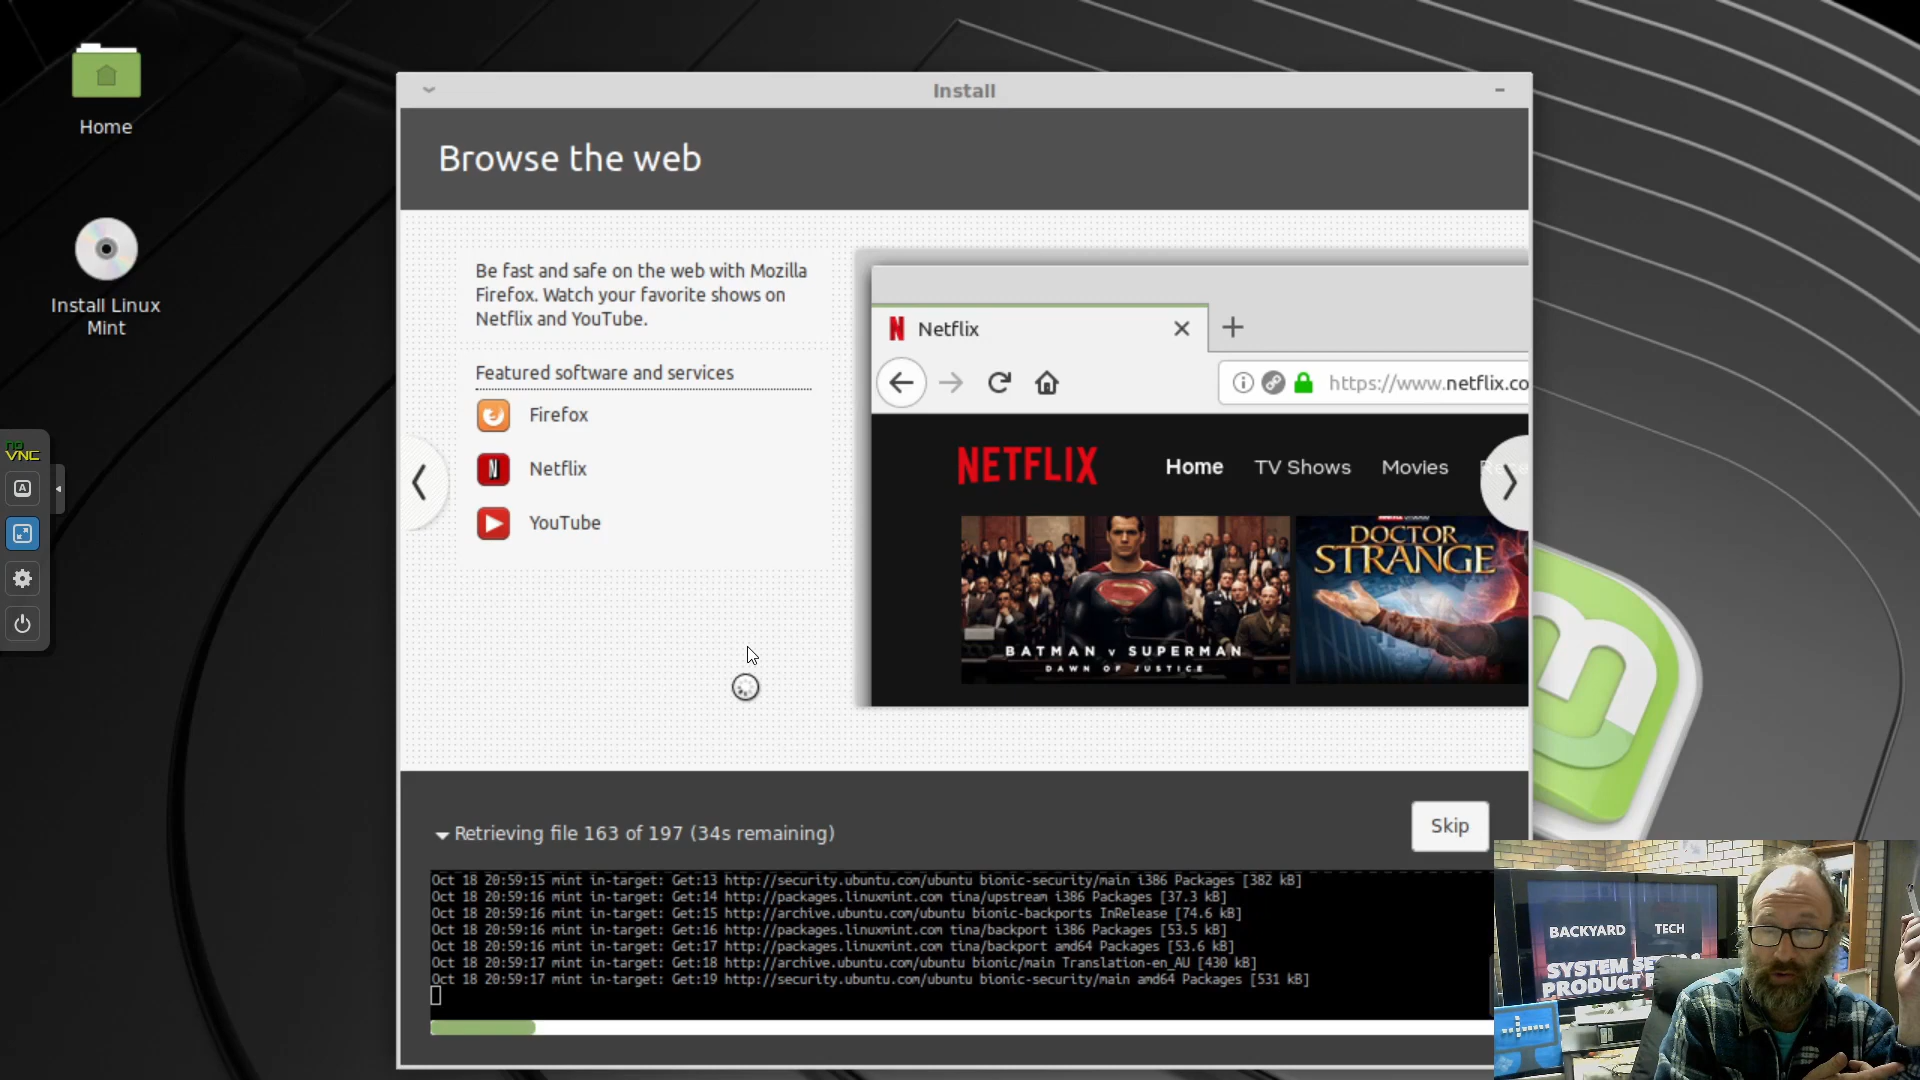 Home
Install Linux
Mint
no
VNC
Install
Browse the web
Be fast and safe on the web with Mozilla
Firefox. Watch your favorite shows on
Netflix and YouTube.
Featured software and services
Firefox
Netflix
YouTube
Netflix
https://www.netflix.co
NETFLIX
Home
TV Shows
Movies
BATMAN v SUPERMAN
DAWN OF JUSTICE
DOCTOR
STRANGE
Retrieving file 163 of 197 (34s remaining)
Skip
Oct 18 20:59:15 mint in-target: Get:13 http://security.ubuntu.com/ubuntu bionic-security/main i386 Packages [382 kB]
Oct 18 20:59:16 mint in-target: Get:14 http://packages.linuxmint.com tina/upstream i386 Packages [37.3 kB]
Oct 18 20:59:16 mint in-target: Get:15 http://archive.ubuntu.com/ubuntu bionic-backports InRelease [74.6 kB]
Oct 18 20:59:16 mint in-target: Get:16 http://packages.linuxmint.com tina/backport i386 Packages [53.5 kB]
Oct 18 20:59:16 mint in-target: Get:17 http://packages.linuxmint.com tina/backport amd64 Packages [53.6 kB]
Oct 18 20:59:17 mint in-target: Get:18 http://archive.ubuntu.com/ubuntu bionic/main Translation-en_AU [430 kB]
Oct 18 20:59:17 mint in-target: Get:19 http://security.ubuntu.com/ubuntu bionic-security/main amd64 Packages [531 kB]
BACKYARD TECH
SYSTEM
PRODUCT